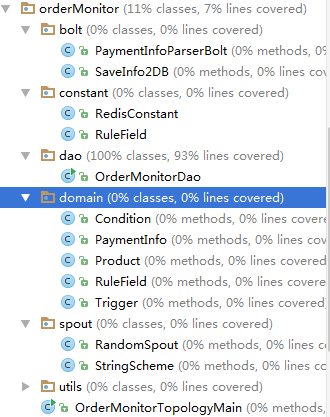 orderMonitor (11% classes, 7% lines covered)
bolt (0% classes, 0% lines covered)
PaymentInfoParserBolt (0% methods, 0%
SaveInfo2DB (0% methods, 0% lines cov
constant (0% classes, 0% lines covered)
RedisConstant
RuleField
dao (100% classes, 93% lines covered)
OrderMonitorDao
domain (0% classes, 0% lines covered)
Condition (0% methods, 0% lines covere
PaymentInfo (0% methods, 0% lines cov
Product (0% methods, 0% lines covered)
RuleField (0% methods, 0% lines covere
Trigger (0% methods, 0% lines covered)
spout (0% classes, 0% lines covered)
RandomSpout (0% methods, 0% lines co
StringScheme (0% methods, 0% lines co
utils (0% classes, 0% lines covered)
OrderMonitorTopologyMain (0% methods,